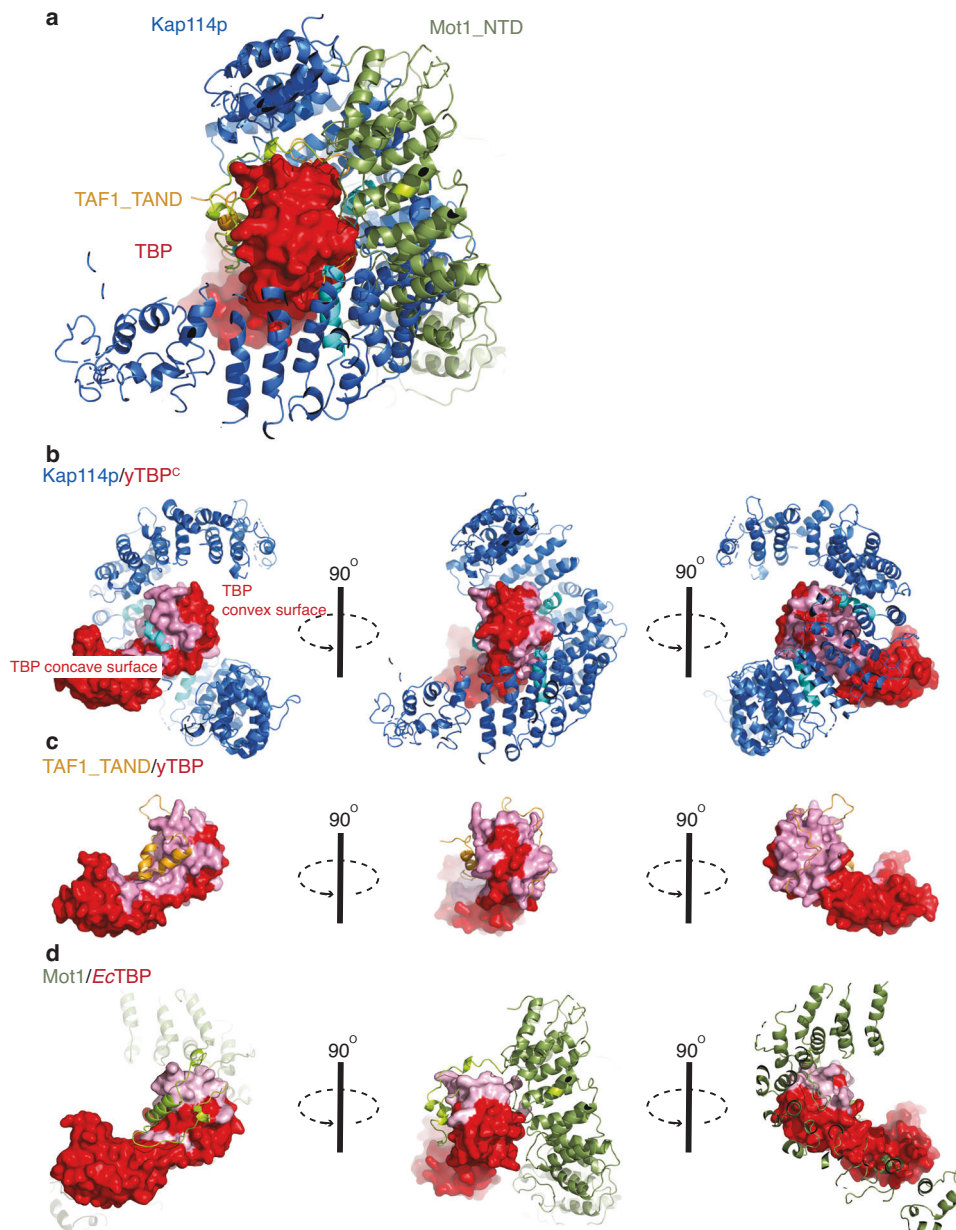 a
Kap114p
Mot1_NTD
TAF1_TAND
TBP
b
Kap114p/yTBPᶜ
TBP
convex surface
TBP concave surface
90°
90°
c
TAF1_TAND/yTBP
90°
90°
d
Mot1/EcTBP
90°
90°